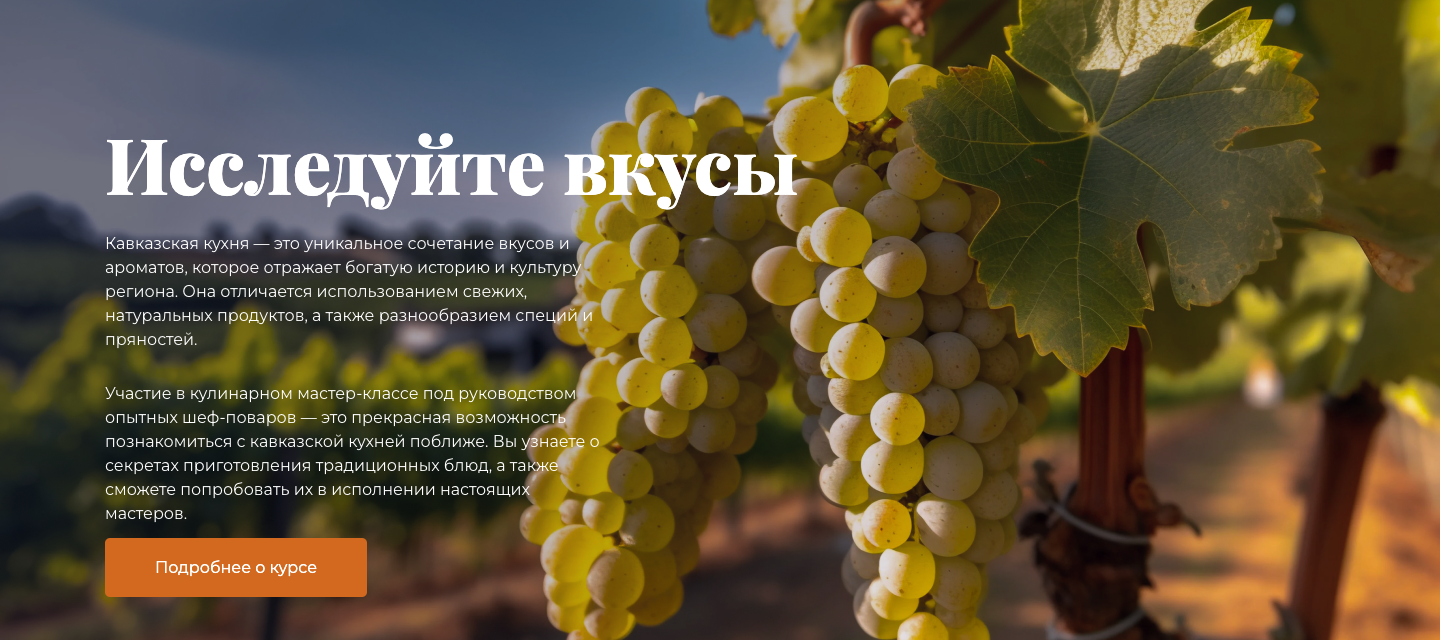 Исследуйте вкусы
Кавказская кухня — это уникальное сочетание вкусов и
ароматов, которое отражает богатую историю и культуру
региона. Она отличается использованием свежих,
натуральных продуктов, а также разнообразием специй и
пряностей.
Участие в кулинарном мастер-классе под руководством
опытных шеф-поваров — это прекрасная возможность
познакомиться с кавказской кухней поближе. Вы узнаете о
секретах приготовления традиционных блюд, а также
сможете попробовать их в исполнении настоящих
мастеров.
Подробнее о курсе